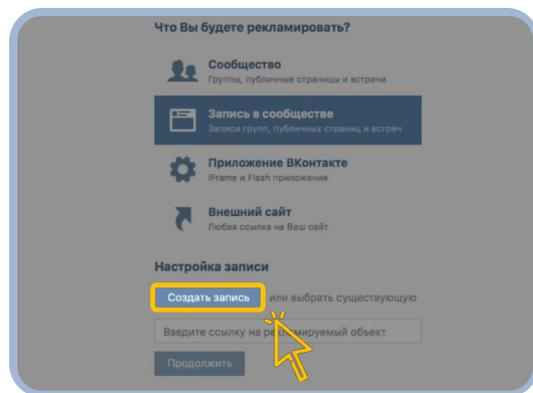 Что Вы будете рекламировать?
Сообщество
Группы, публичные страницы и встречи
Запись в сообществе
Записи групп, публичных страниц и встреч
Приложение ВКонтакте
IFrame и Flash приложения
Внешний сайт
Любая ссылка на Ваш сайт
Настройка записи
Создать запись или выбрать существующую
Введите ссылку на рекламируемый объект
Продолжить